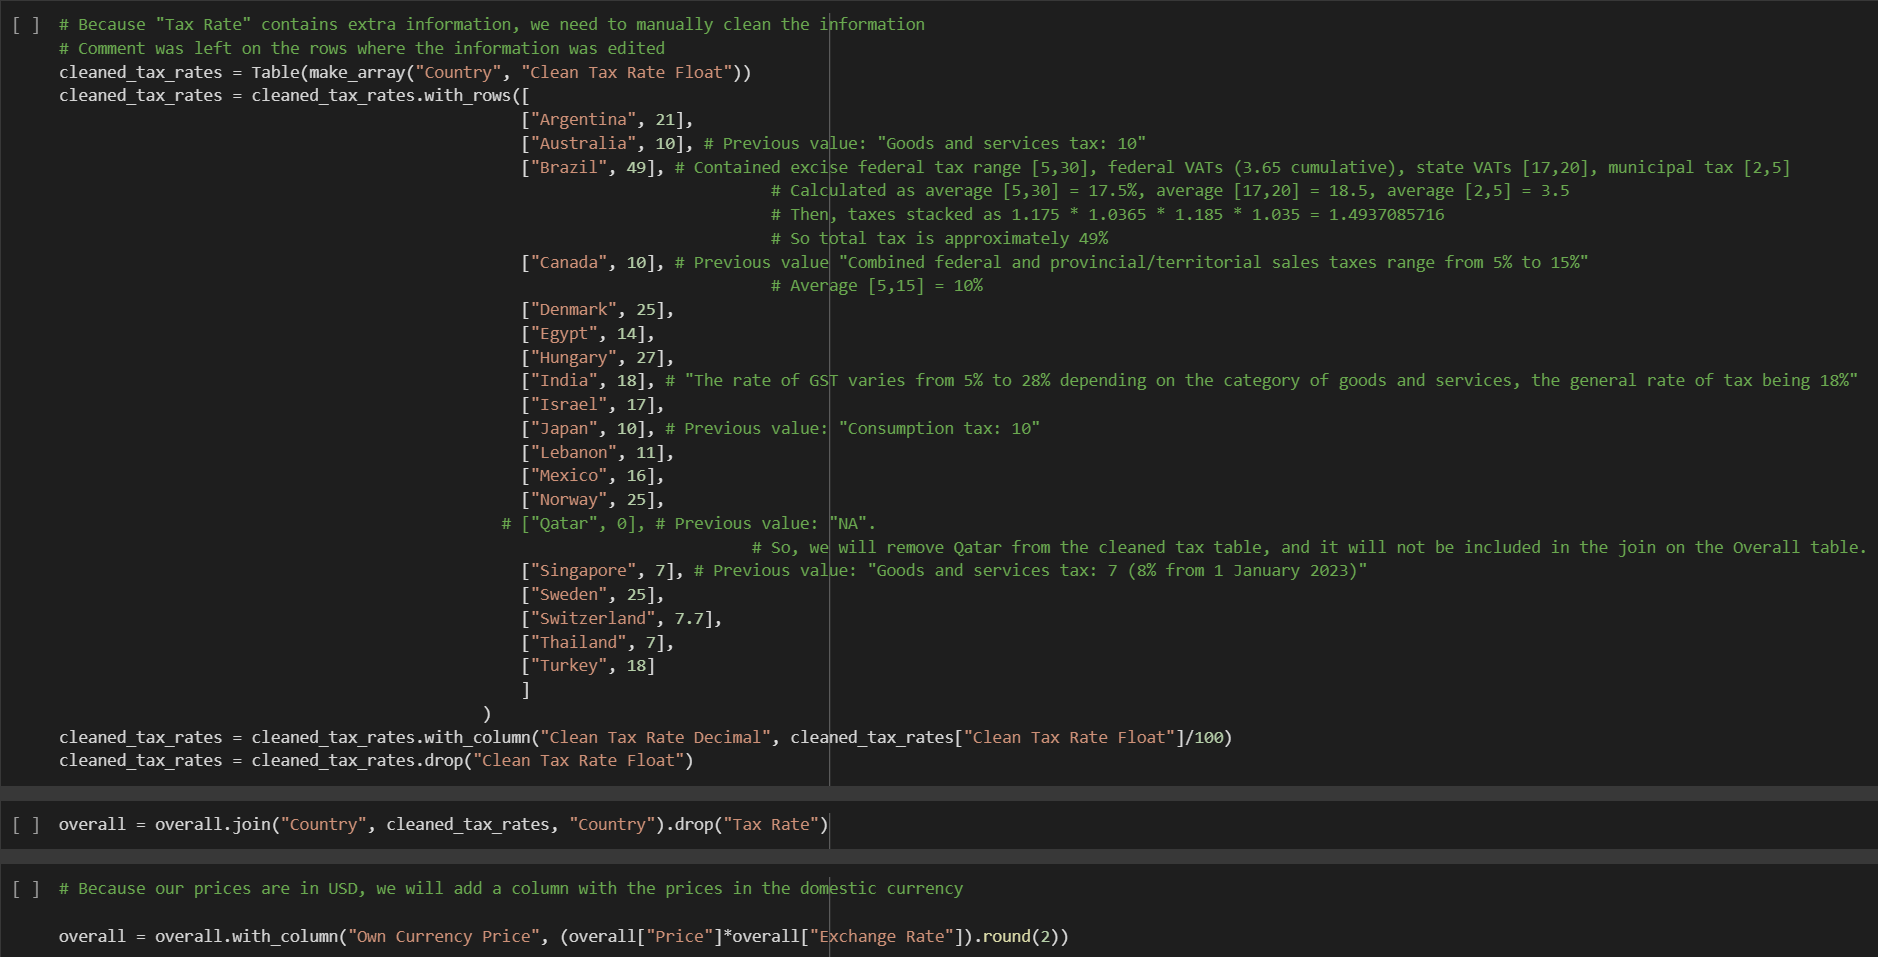 [ ] # Because "Tax Rate" contains extra information, we need to manually clean the information
# Comment was left on the rows where the information was edited
cleaned_tax_rates = Table(make_array("Country", "Clean Tax Rate Float"))
cleaned_tax_rates = cleaned_tax_rates.with_rows([
["Argentina", 21],
["Australia", 10], # Previous value: "Goods and services tax: 10"
["Brazil", 49], # Contained excise federal tax range [5,30], federal VATs (3.65 cumulative), state VATs [17,20], municipal tax [2,5]
# Calculated as average [5,30] = 17.5%, average [17,20] = 18.5, average [2,5] = 3.5
# Then, taxes stacked as 1.175 * 1.0365 * 1.185 * 1.035 = 1.4937085716
# So total tax is approximately 49%
["Canada", 10], # Previous value "Combined federal and provincial/territorial sales taxes range from 5% to 15%"
# Average [5,15] = 10%
["Denmark", 25],
["Egypt", 14],
["Hungary", 27],
["India", 18], # "The rate of GST varies from 5% to 28% depending on the category of goods and services, the general rate of tax being 18%"
["Israel", 17],
["Japan", 10], # Previous value: "Consumption tax: 10"
["Lebanon", 11],
["Mexico", 16],
["Norway", 25],
# ["Qatar", 0], # Previous value: "NA".
# So, we will remove Qatar from the cleaned tax table, and it will not be included in the join on the Overall table.
["Singapore", 7], # Previous value: "Goods and services tax: 7 (8% from 1 January 2023)"
["Sweden", 25],
["Switzerland", 7.7],
["Thailand", 7],
["Turkey", 18]
]
)
cleaned_tax_rates = cleaned_tax_rates.with_column("Clean Tax Rate Decimal", cleaned_tax_rates["Clean Tax Rate Float"]/100)
cleaned_tax_rates = cleaned_tax_rates.drop("Clean Tax Rate Float")
[ ] overall = overall.join("Country", cleaned_tax_rates, "Country").drop("Tax Rate")
[ ] # Because our prices are in USD, we will add a column with the prices in the domestic currency
overall = overall.with_column("Own Currency Price", (overall["Price"]*overall["Exchange Rate"]).round(2))